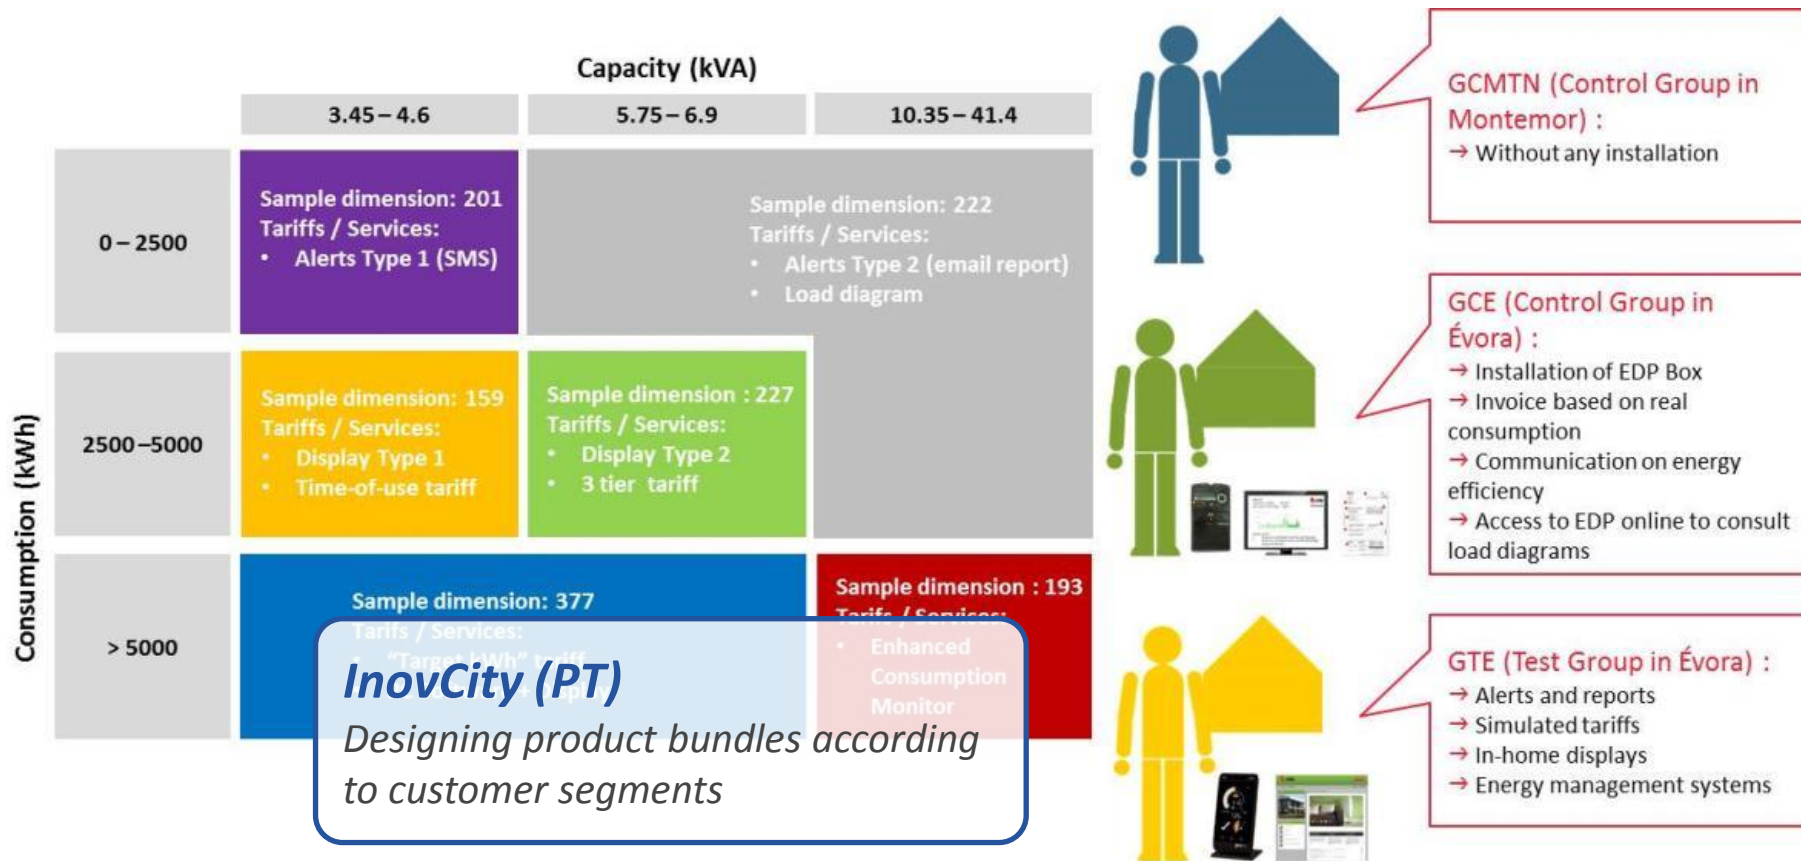 Capacity (kVA)
3.45 – 4.6
5.75 – 6.9
10.35 – 41.4
Consumption (kWh)
0 – 2500
Sample dimension: 201
Tariffs / Services:
• Alerts Type 1 (SMS)
Sample dimension: 222
Tariffs / Services:
• Alerts Type 2 (email report)
• Load diagram
2500 –5000
Sample dimension: 159
Tariffs / Services:
• Display Type 1
• Time-of-use tariff
Sample dimension : 227
Tariffs / Services:
• Display Type 2
• 3 tier tariff
> 5000
Sample dimension: 377
Tarifs / Services:
• “Target kWh” tariff
Sample dimension : 193
Tarifs / Services:
• Enhanced
Consumption
Monitor
InovCity (PT)
Designing product bundles according
to customer segments
GCMTN (Control Group in
Montemor) :
→ Without any installation
GCE (Control Group in
Évora) :
→ Installation of EDP Box
→ Invoice based on real
consumption
→ Communication on energy
efficiency
→ Access to EDP online to consult
load diagrams
GTE (Test Group in Évora) :
→ Alerts and reports
→ Simulated tariffs
→ In-home displays
→ Energy management systems